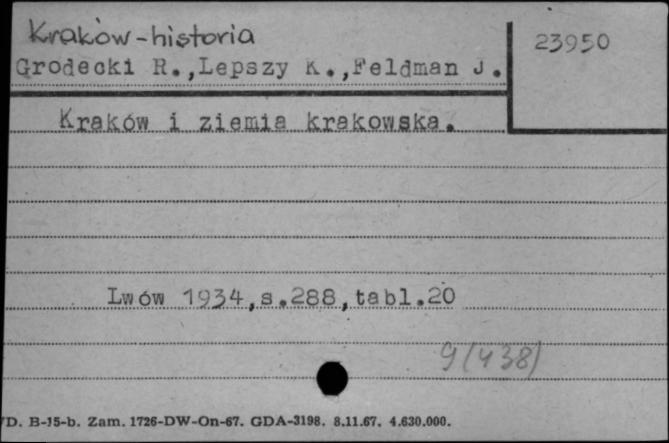 Kraków-historia
23950
Grodecki R.,Lepszy K.,Feldman J.
Kraków i ziemia krakowska.
Lwów 1934,s.288,tabl.20
9(438)
D. B-15-b. Zam. 1726-DW-On-67. GDA-3198. 8.11.67. 4.630.000.